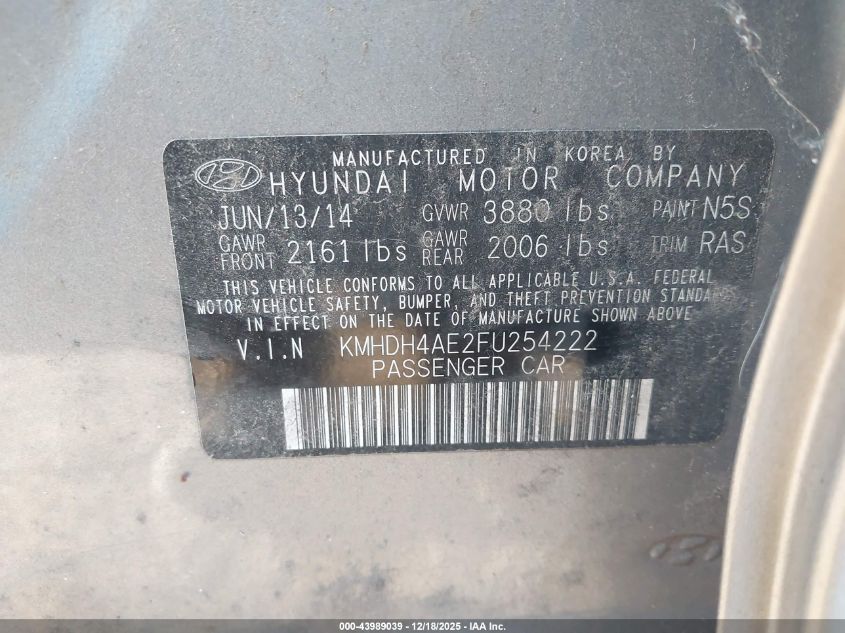 MANUFACTURED IN KOREA BY
HYUNDAI MOTOR COMPANY
JUN/13/14 GVWR 3880 lbs PAINT N5S
GAWR FRONT 2161 lbs GAWR REAR 2006 lbs TRIM RAS
THIS VEHICLE CONFORMS TO ALL APPLICABLE U.S.A. FEDERAL
MOTOR VEHICLE SAFETY, BUMPER, AND THEFT PREVENTION STANDA
IN EFFECT ON THE DATE OF MANUFACTURE SHOWN ABOVE
V.I.N KMHDH4AE2FU254222
PASSENGER CAR
000-43989039 - 12/18/2025 - IAA Inc.